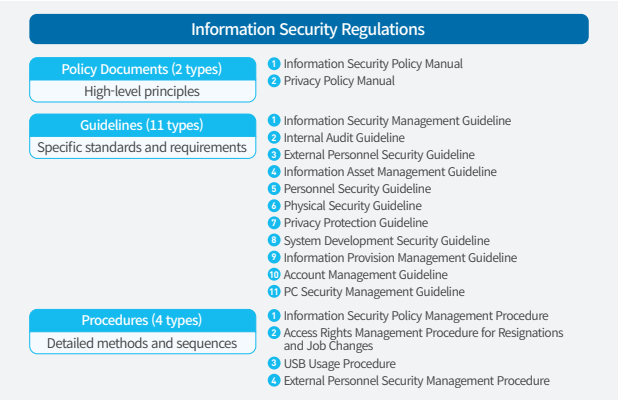 Information Security Regulations
Policy Documents (2 types)
High-level principles
1 Information Security Policy Manual
2 Privacy Policy Manual
Guidelines (11 types)
Specific standards and requirements
1 Information Security Management Guideline
2 Internal Audit Guideline
3 External Personnel Security Guideline
4 Information Asset Management Guideline
5 Personnel Security Guideline
6 Physical Security Guideline
7 Privacy Protection Guideline
8 System Development Security Guideline
9 Information Provision Management Guideline
10 Account Management Guideline
11 PC Security Management Guideline
Procedures (4 types)
Detailed methods and sequences
1 Information Security Policy Management Procedure
2 Access Rights Management Procedure for Resignations
and Job Changes
3 USB Usage Procedure
4 External Personnel Security Management Procedure